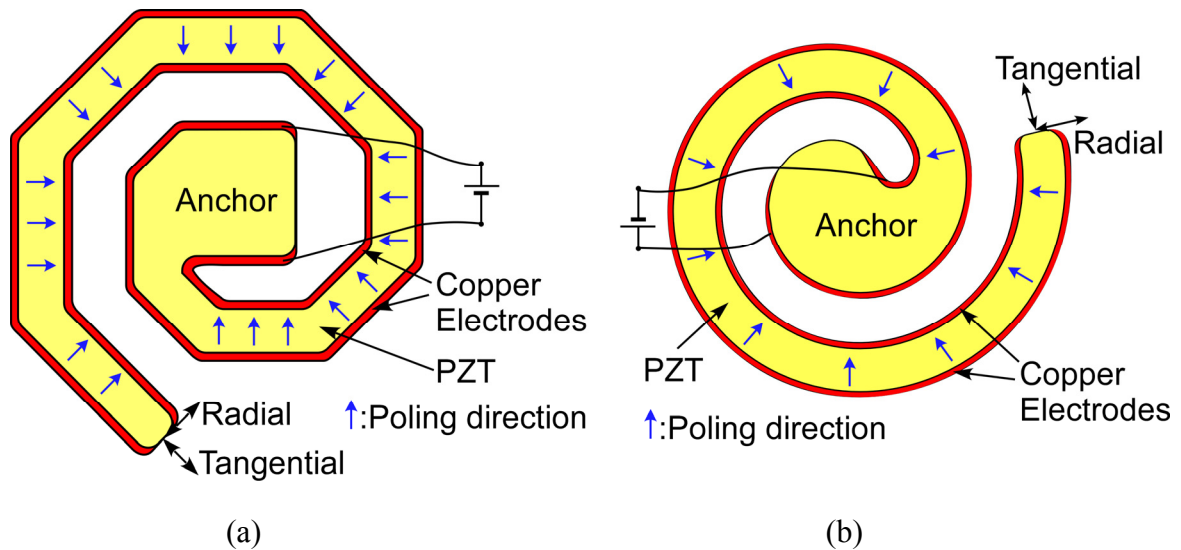 Anchor
Copper
Electrodes
PZT
Radial
Tangential
:Poling direction
(a)
Tangential
Radial
Anchor
PZT
Copper
Electrodes
:Poling direction
(b)